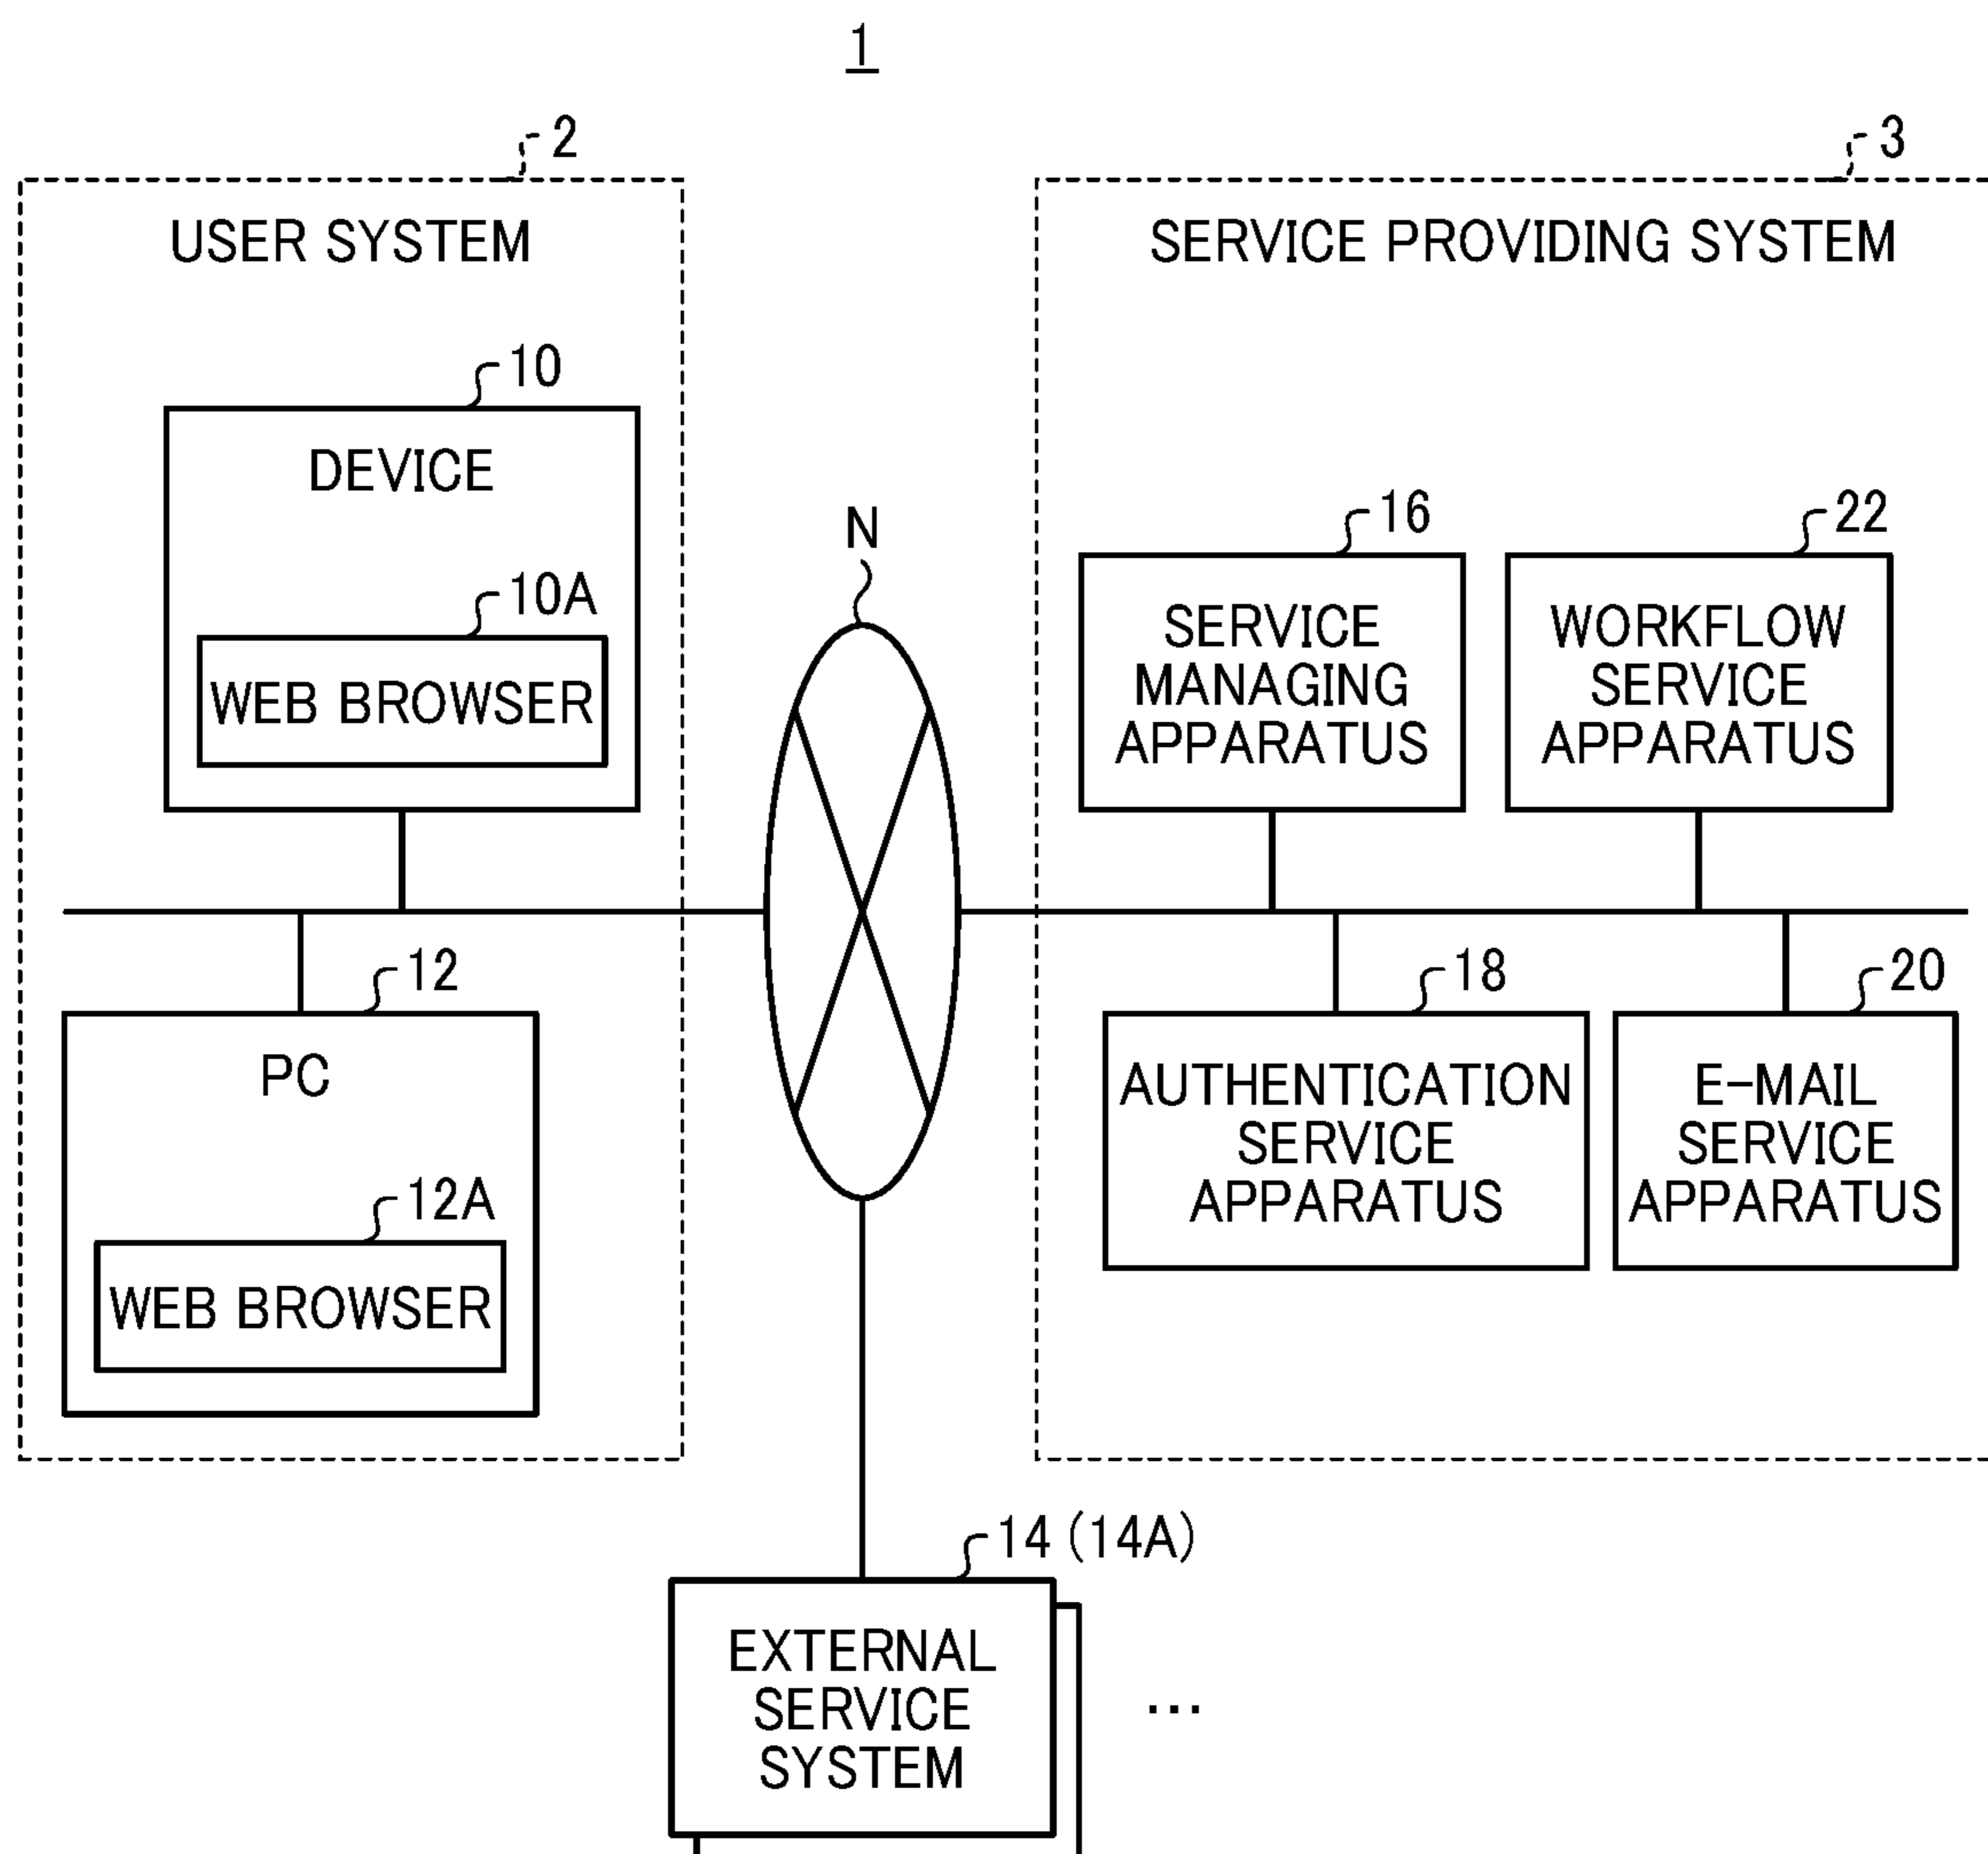 1
2
USER SYSTEM
10
DEVICE
10A
WEB BROWSER
12
PC
12A
WEB BROWSER
N
3
SERVICE PROVIDING SYSTEM
16
SERVICE
MANAGING
APPARATUS
22
WORKFLOW
SERVICE
APPARATUS
18
AUTHENTICATION
SERVICE
APPARATUS
20
E-MAIL
SERVICE
APPARATUS
14 (14A)
EXTERNAL
SERVICE
SYSTEM
...